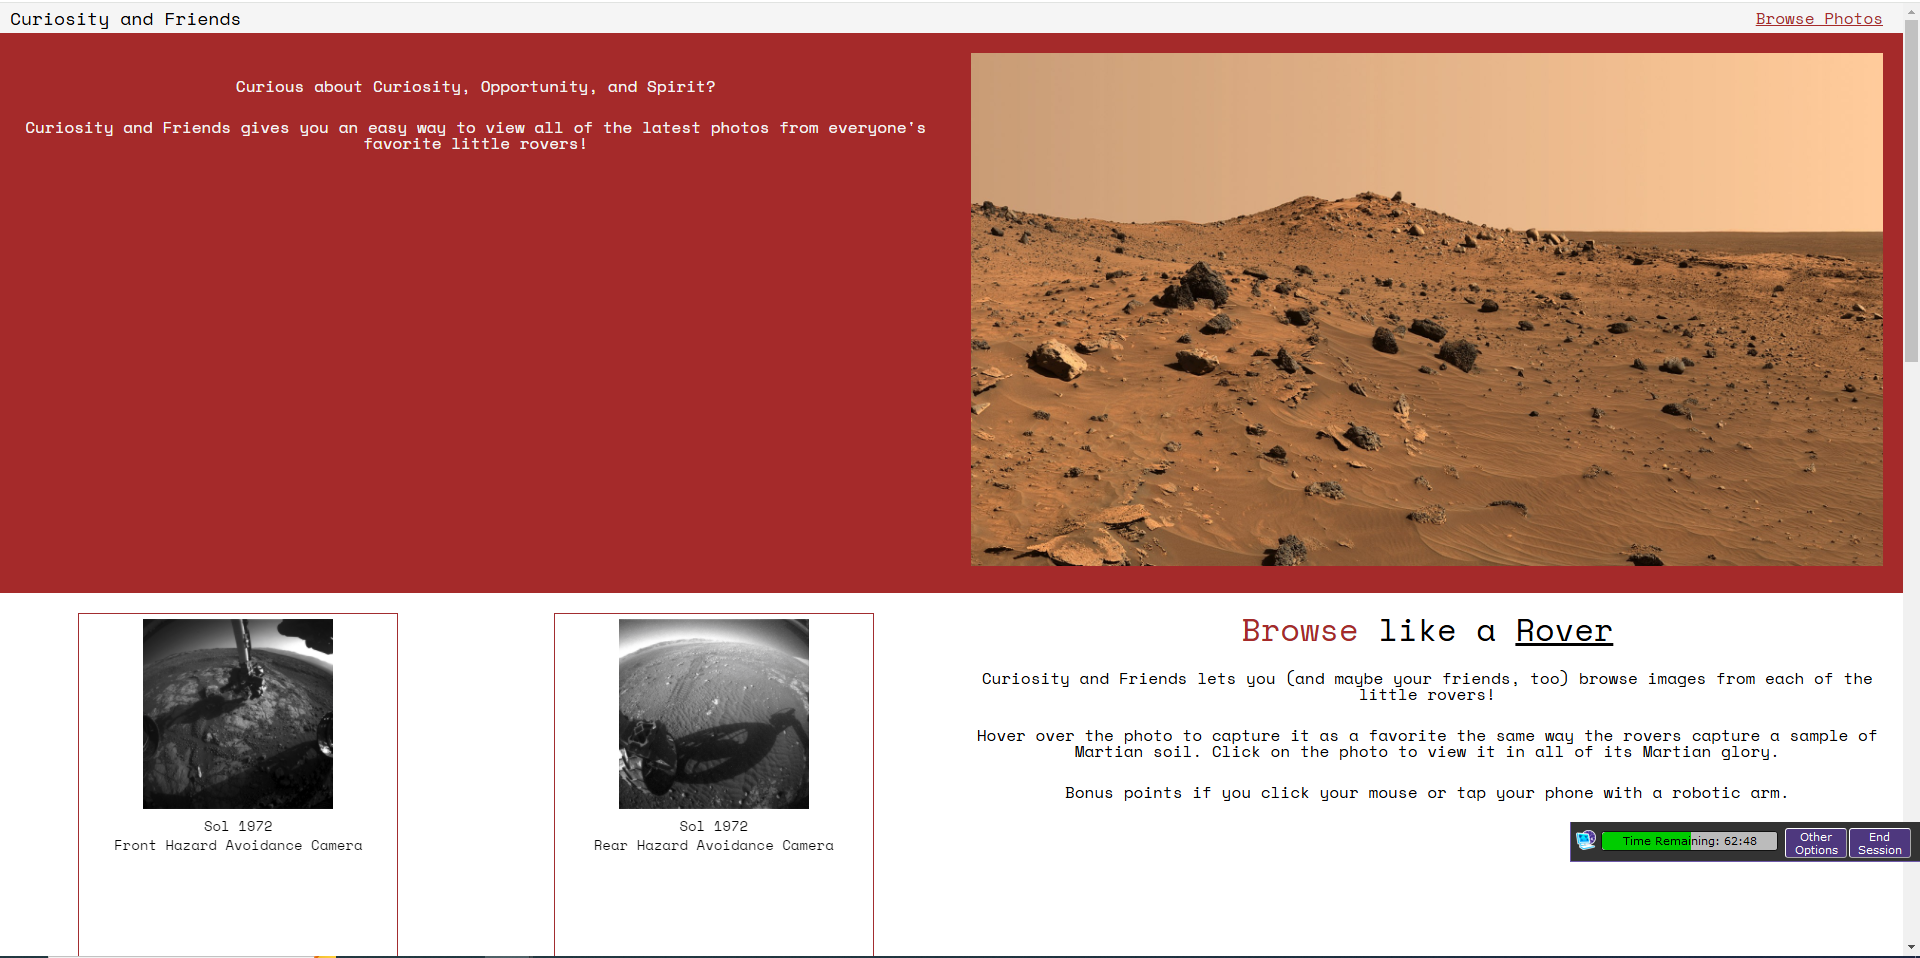 Curiosity and Friends
Browse Photos
Curious about Curiosity, Opportunity, and Spirit?
Curiosity and Friends gives you an easy way to view all of the latest photos from everyone's
favorite little rovers!
Browse like a Rover
Curiosity and Friends lets you (and maybe your friends, too) browse images from each of the
little rovers!
Hover over the photo to capture it as a favorite the same way the rovers capture a sample of
Martian soil. Click on the photo to view it in all of its Martian glory.
Bonus points if you click your mouse or tap your phone with a robotic arm.
Sol 1972
Front Hazard Avoidance Camera
Sol 1972
Rear Hazard Avoidance Camera
Time Remaining: 62:48
Other
Options
End
Session